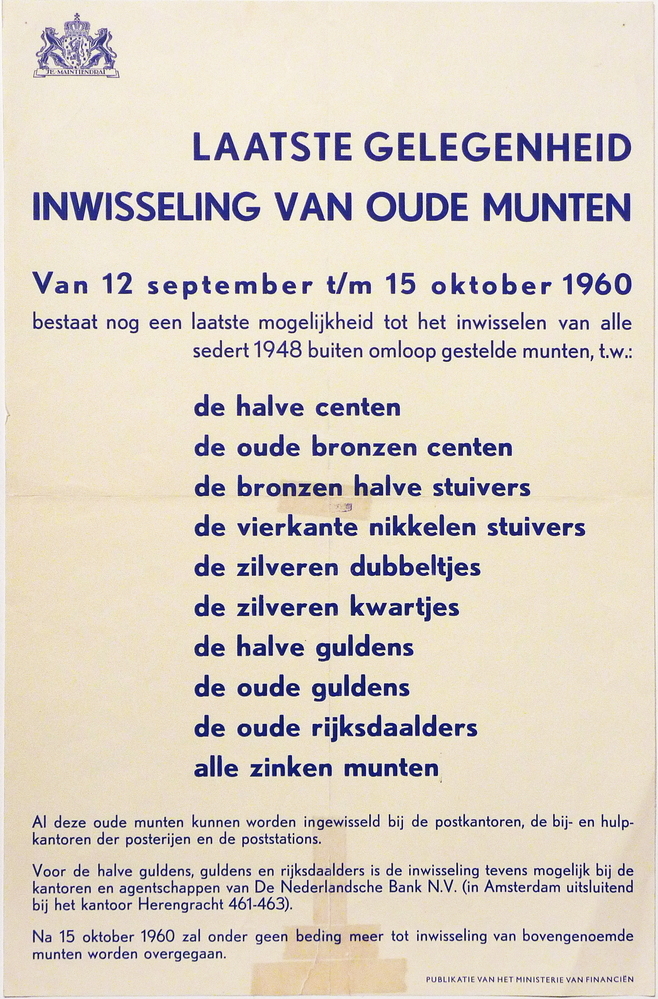 JE MAINTIENDRAI
LAATSTE GELEGENHEID
INWISSELING VAN OUDE MUNTEN
Van 12 september t/m 15 oktober 1960
bestaat nog een laatste mogelijkheid tot het inwisselen van alle
sedert 1948 buiten omloop gestelde munten, t.w.:
de halve centen
de oude bronzen centen
de bronzen halve stuivers
de vierkante nikkelen stuivers
de zilveren dubbeltjes
de zilveren kwartjes
de halve guldens
de oude guldens
de oude rijksdaalders
alle zinken munten
Al deze oude munten kunnen worden ingewisseld bij de postkantoren, de bij- en hulp-
kantoren der posterijen en de poststations.
Voor de halve guldens, guldens en rijksdaalders is de inwisseling tevens mogelijk bij de
kantoren en agentschappen van De Nederlandsche Bank N.V. (in Amsterdam uitsluitend
bij het kantoor Herengracht 461-463).
Na 15 oktober 1960 zal onder geen beding meer tot inwisseling van bovengenoemde
munten worden overgegaan.
PUBLIKATIE VAN HET MINISTERIE VAN FINANCIËN